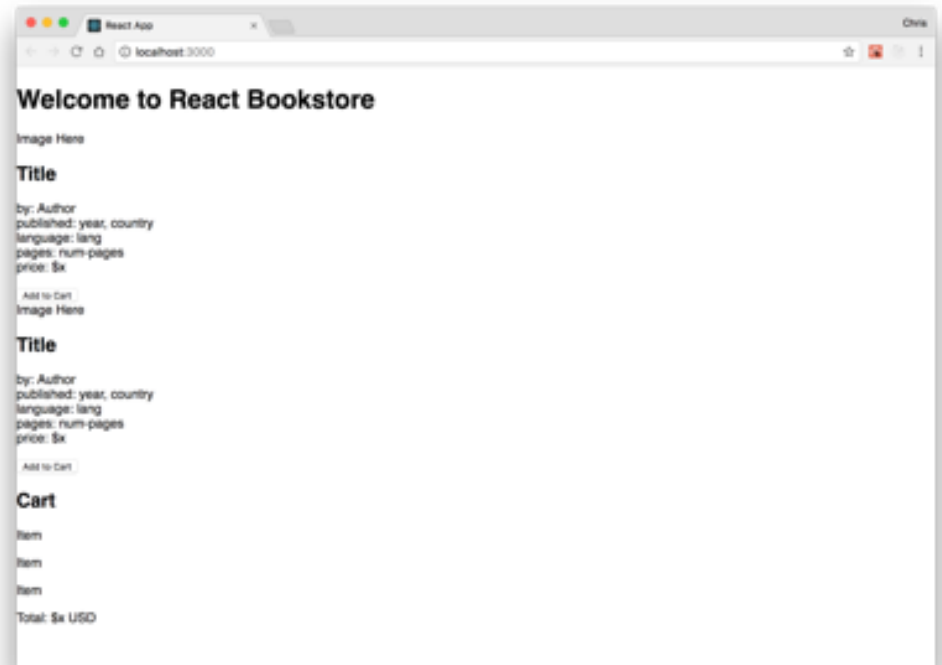 React App
Chris
localhost:3000
Welcome to React Bookstore
Image Here
Title
by: Author
published: year, country
language: lang
pages: num-pages
price: $x
Add to Cart
Image Here
Title
by: Author
published: year, country
language: lang
pages: num-pages
price: $x
Add to Cart
Cart
Item
Item
Item
Total: $x USD